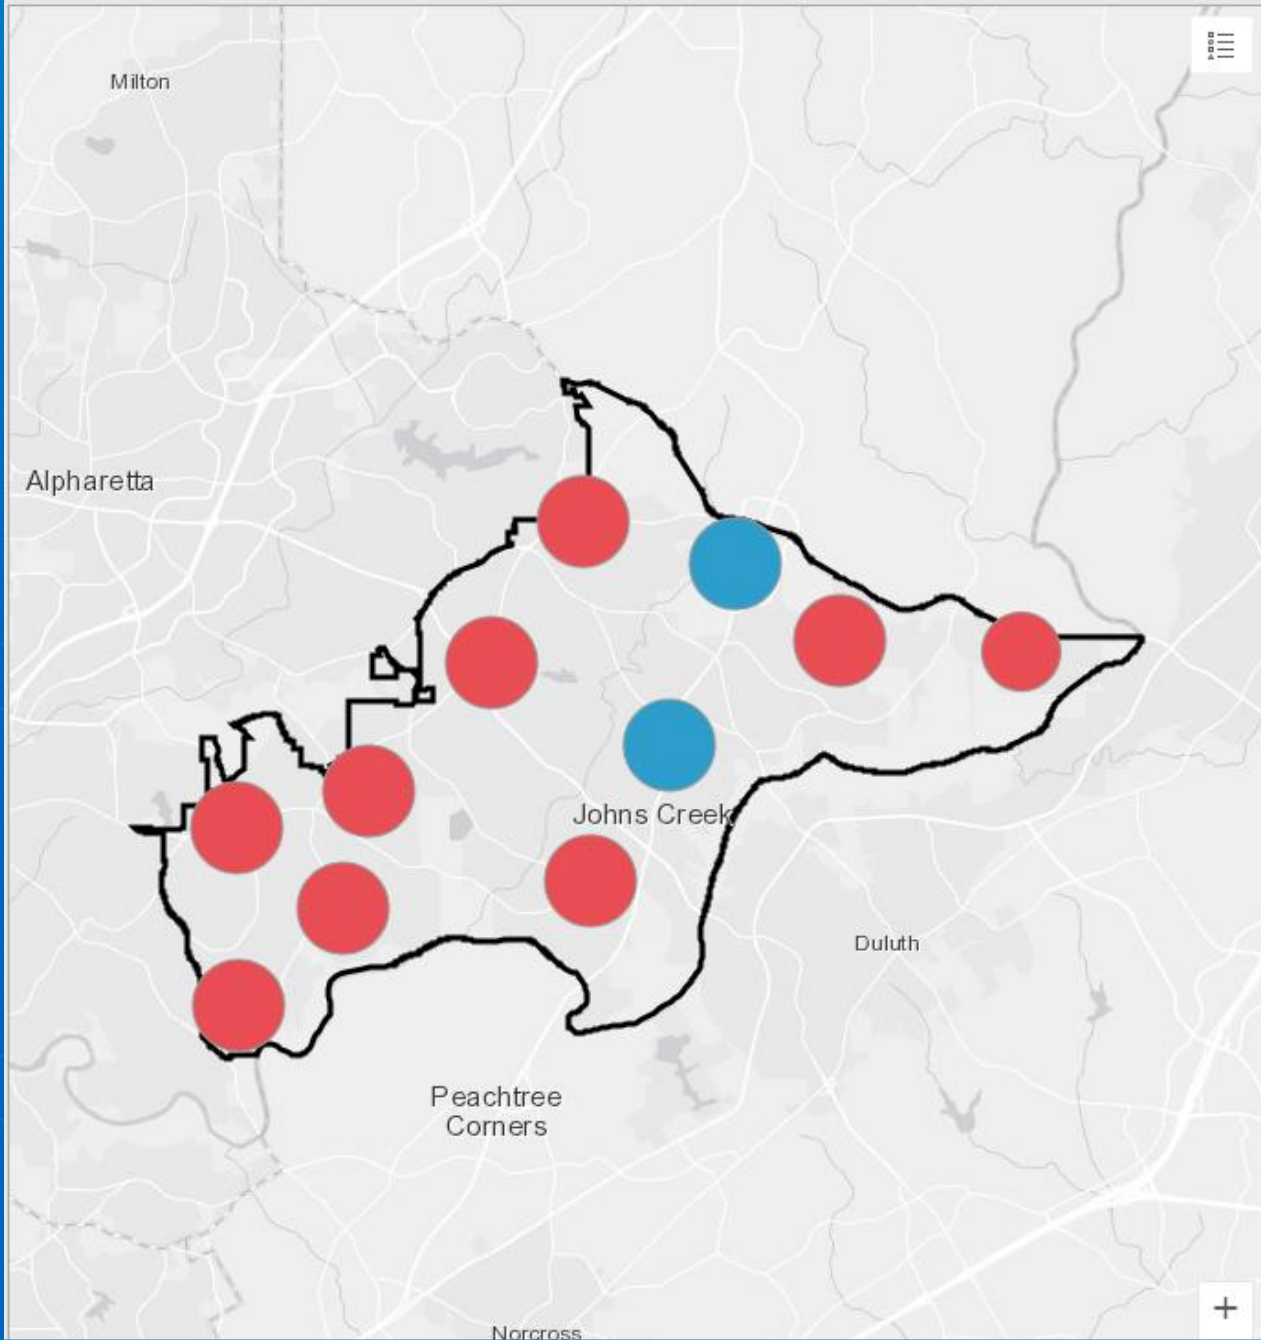 Milton
Alpharetta
Johns Creek
Duluth
Peachtree
Corners
Norcross